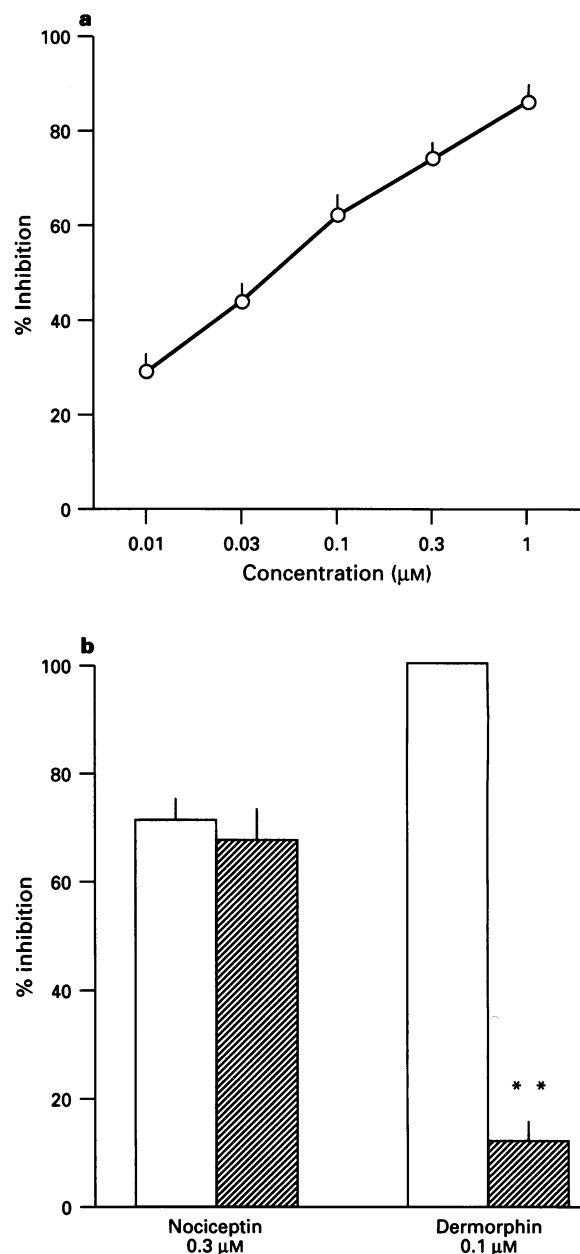 a
100
80
60
40
20
0
% Inhibition
0.01 0.03 0.1 0.3 1
Concentration (μM)
b
100
80
60
40
20
0
% inhibition
* *
Nociceptin Dermorphin
0.3 μM 0.1 μM